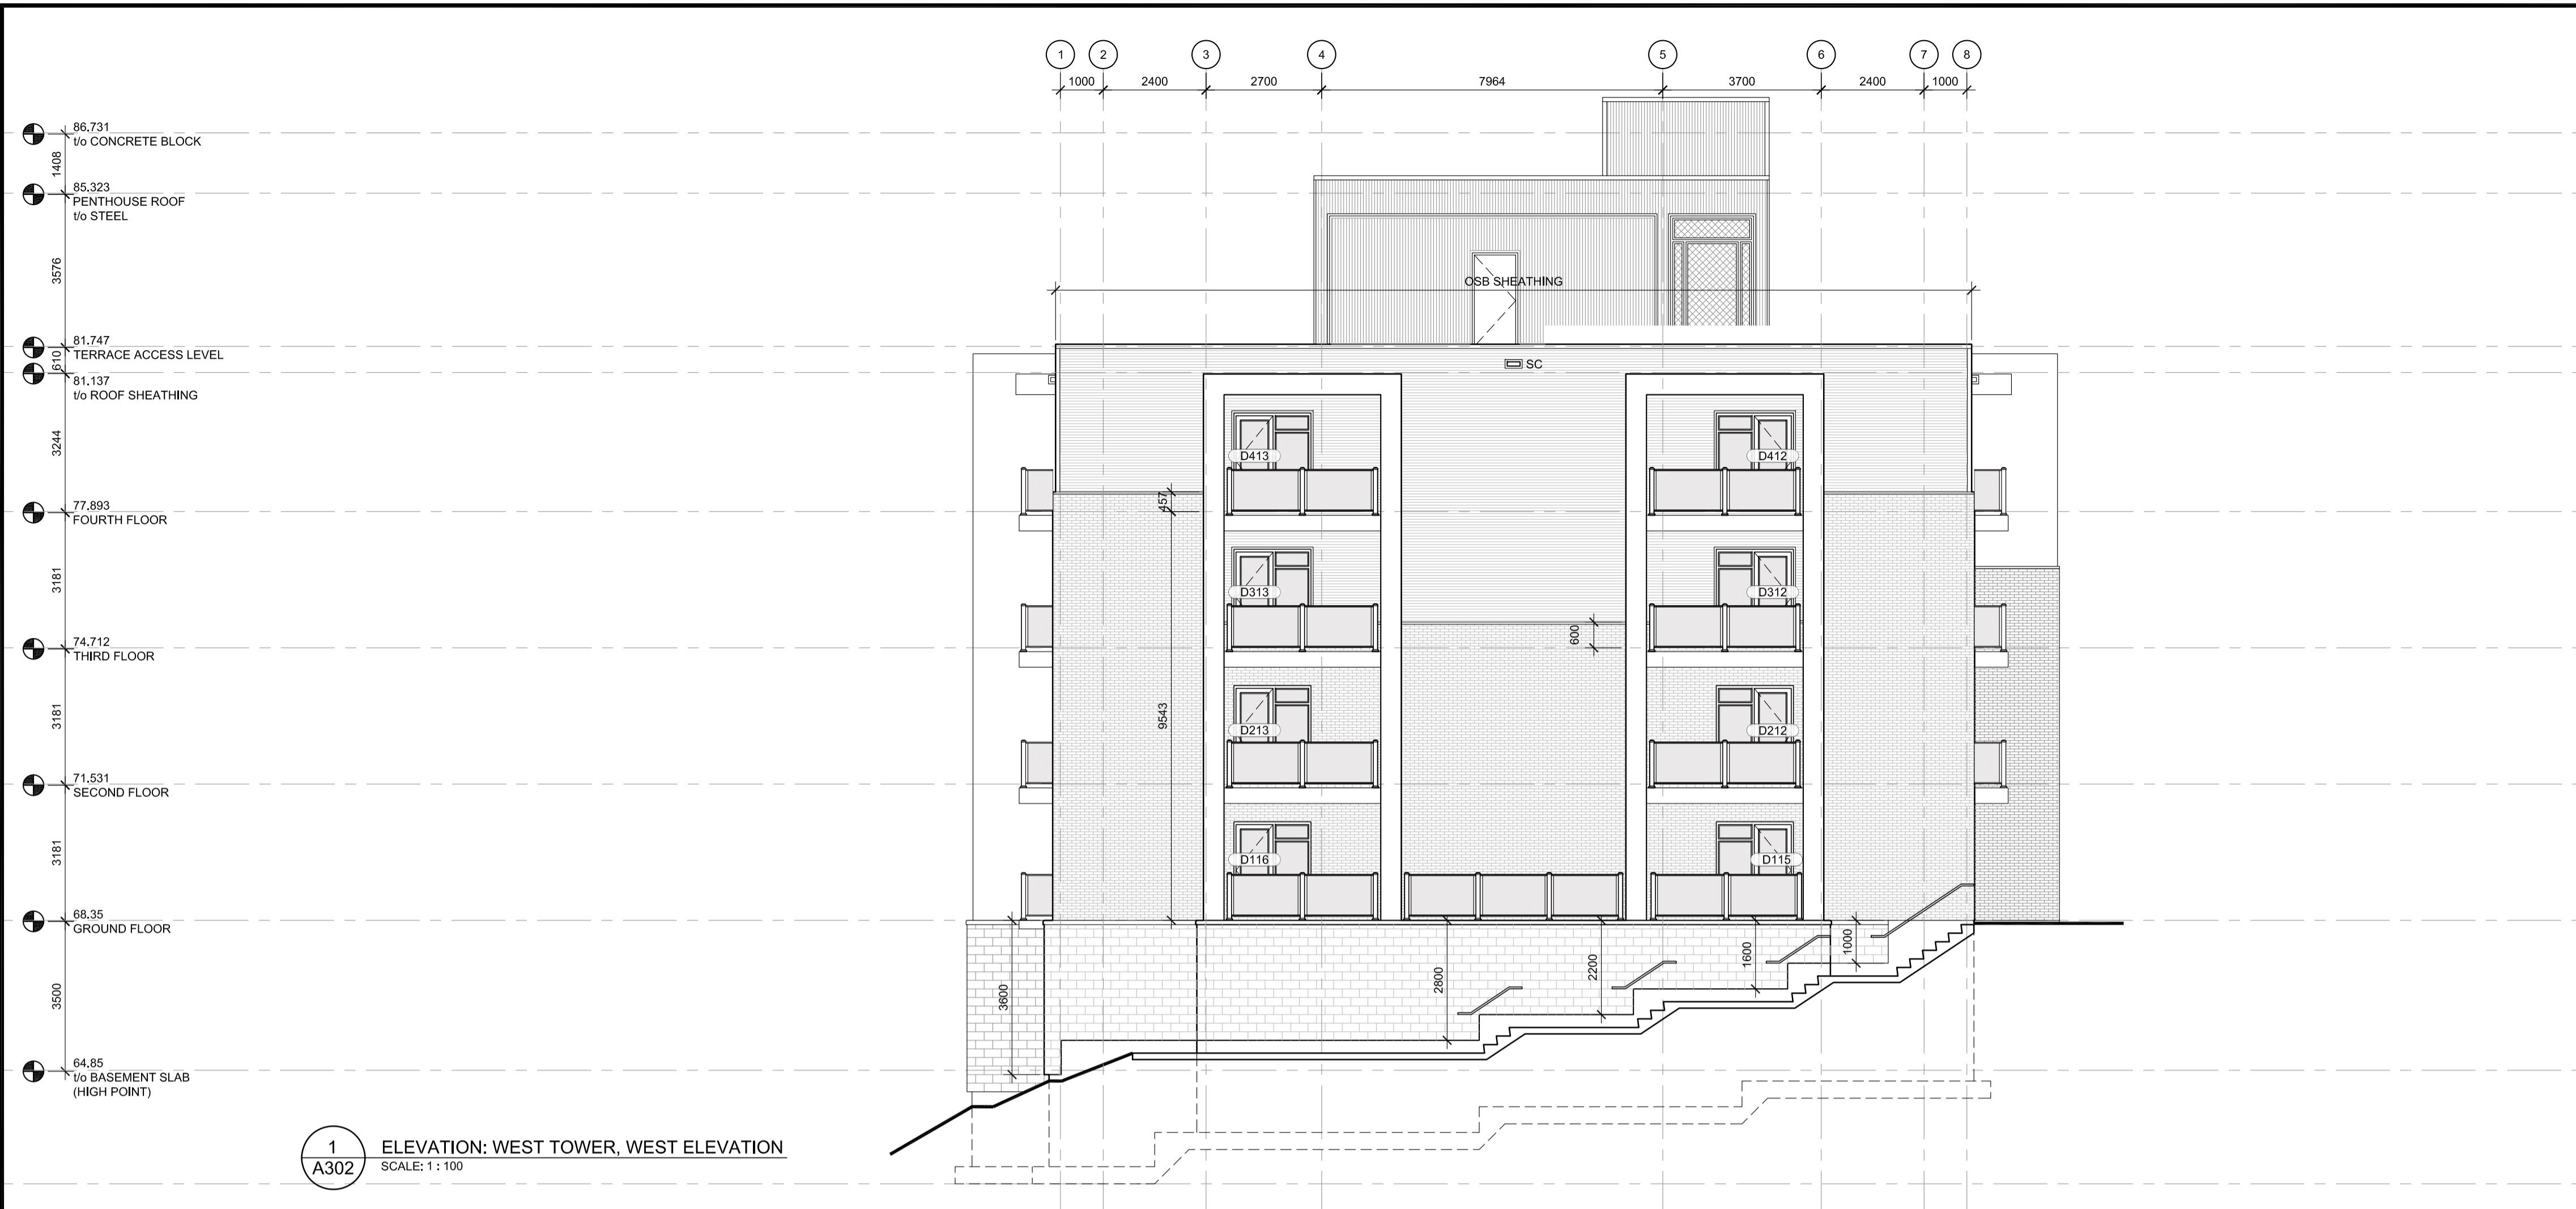 1 2 3 4 5 6 7 8
1000 2400 2700 7964 3700 2400 1000
86.731
t/o CONCRETE BLOCK
1408
85.323
PENTHOUSE ROOF
t/o STEEL
3576
OSB SHEATHING
81.747
TERRACE ACCESS LEVEL
610
SC
81.137
t/o ROOF SHEATHING
3244
D413 D412
457
77.893
FOURTH FLOOR
3181
D313 D312
600
74.712
THIRD FLOOR
3181
9543
D213 D212
71.531
SECOND FLOOR
3181
D116 D115
68.35
GROUND FLOOR
3500
3600 2800 2200 1600 1000
64.85
t/o BASEMENT SLAB
(HIGH POINT)
1
A302
ELEVATION: WEST TOWER, WEST ELEVATION
SCALE: 1 : 100